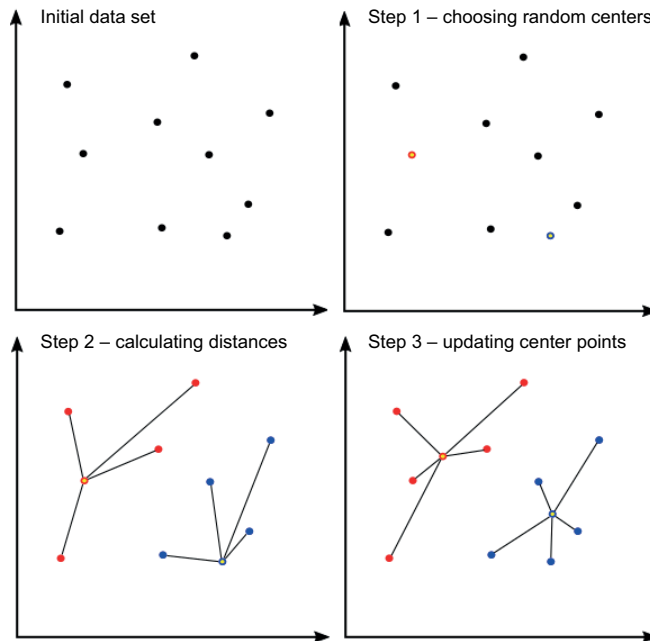 Initial data set
Step 1 – choosing random centers
Step 2 – calculating distances
Step 3 – updating center points